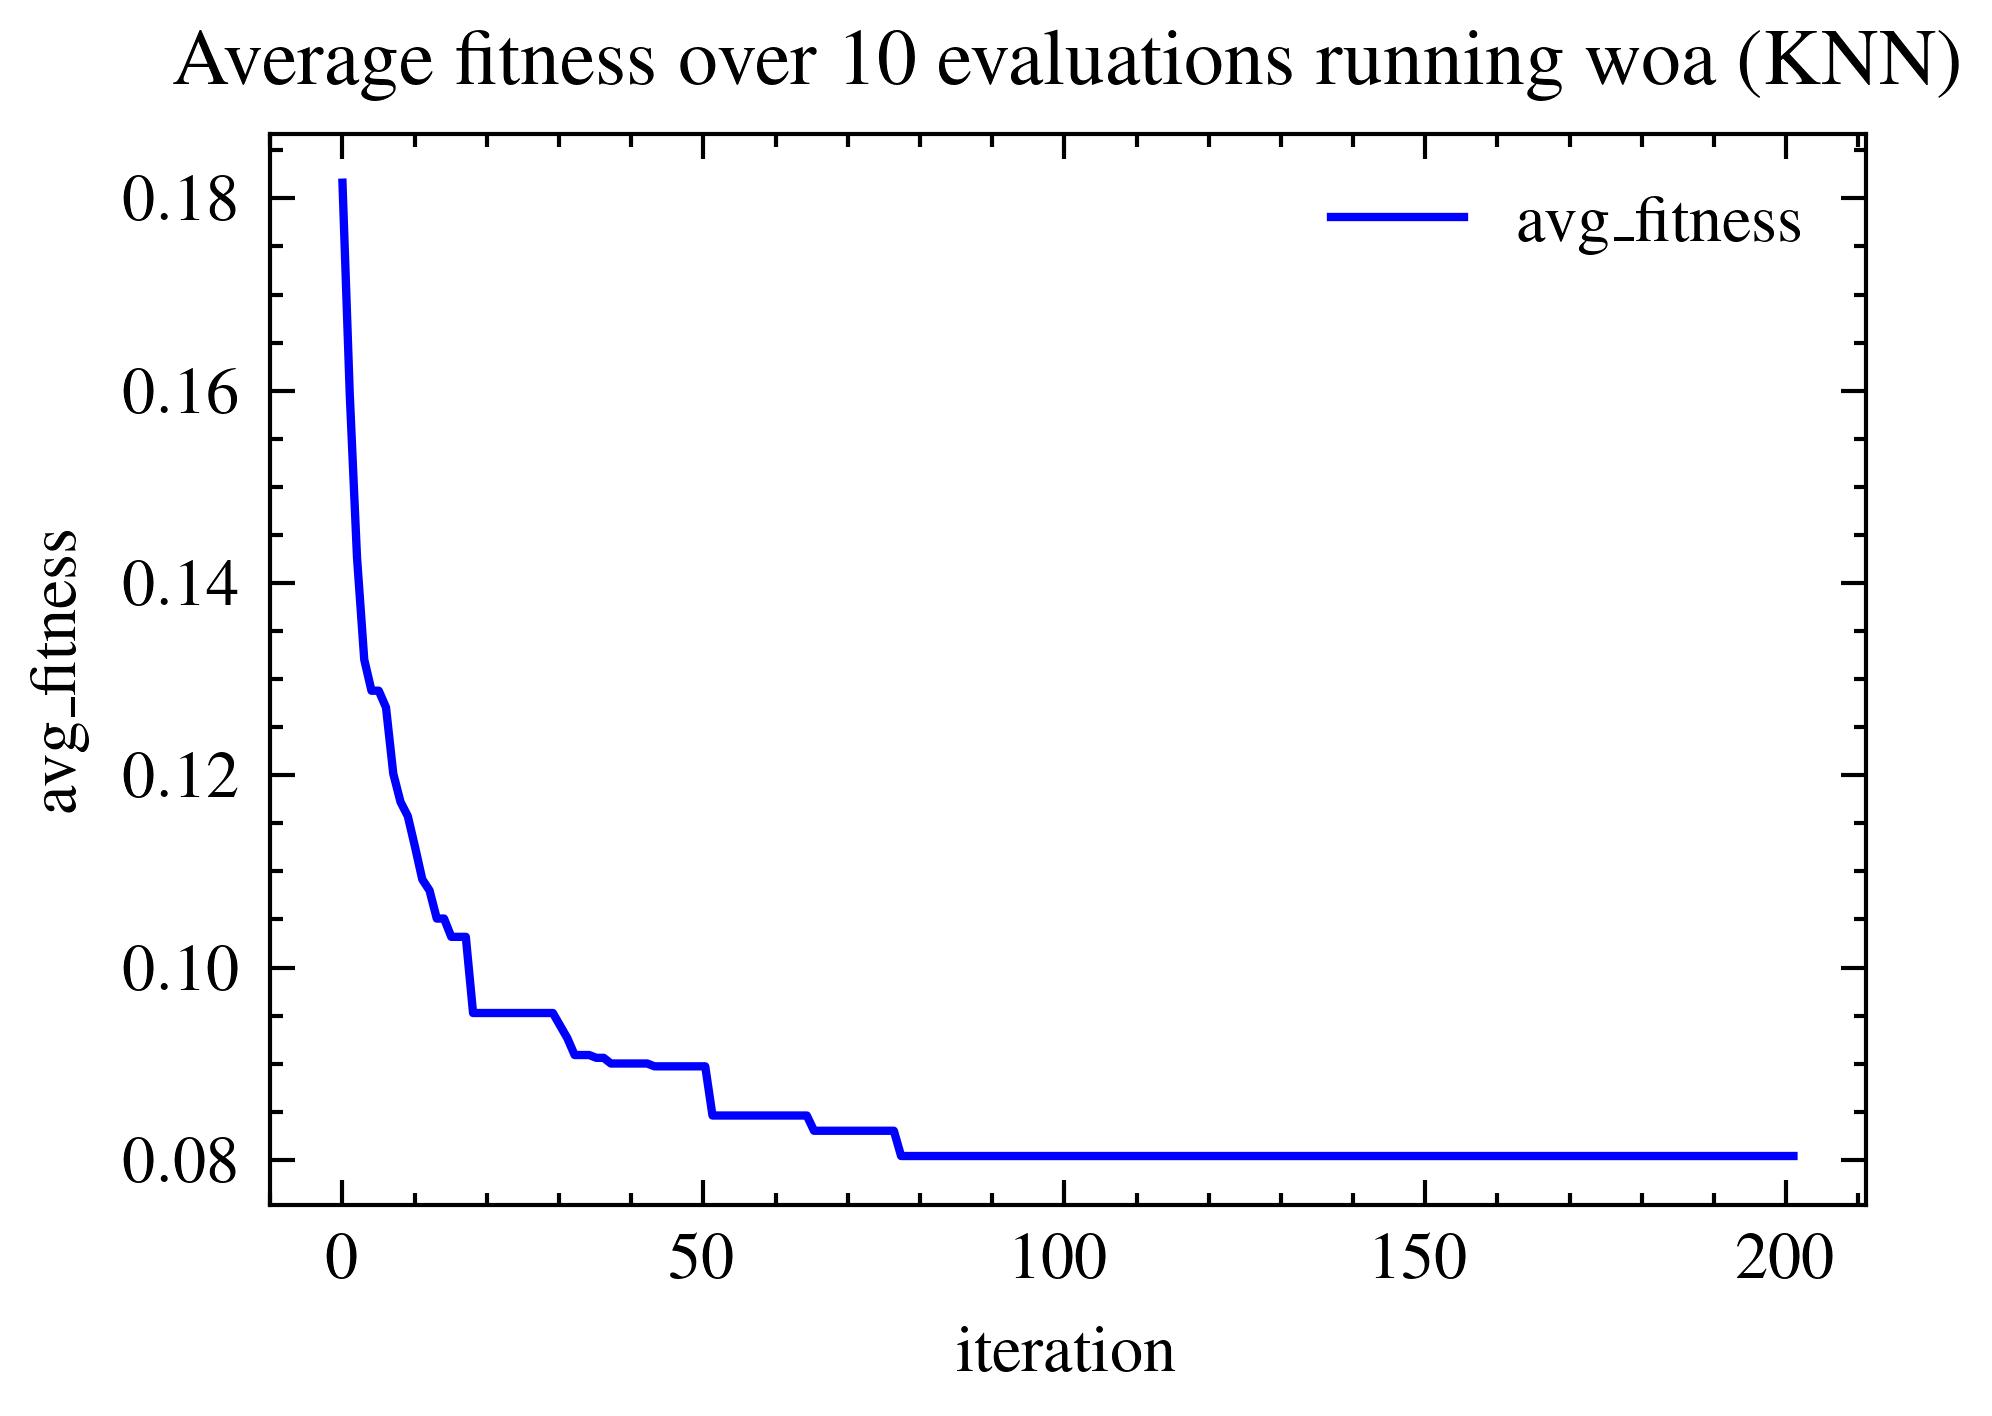 Average fitness over 10 evaluations running woa (KNN)
avg_fitness
0.18
0.16
0.14
0.12
0.10
0.08
avg_fitness
0 50 100 150 200
iteration